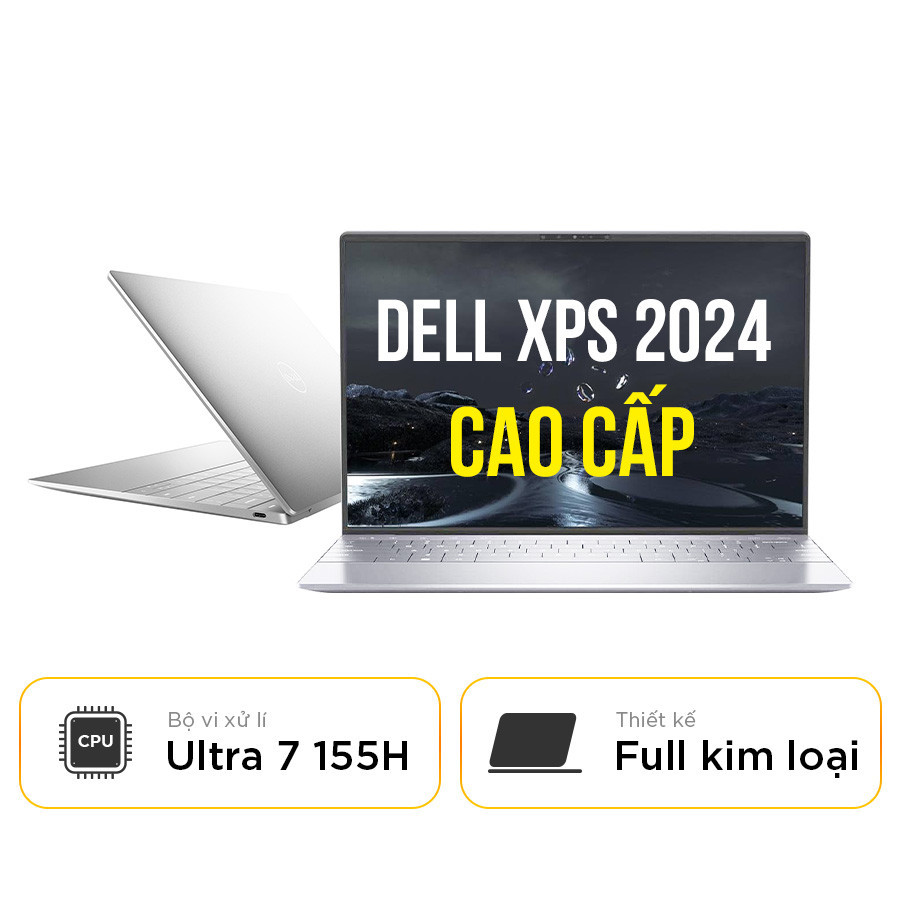 DELL XPS 2024
CAO CẤP
CPU
Bộ vi xử lí
Ultra 7 155H
Thiết kế
Full kim loại